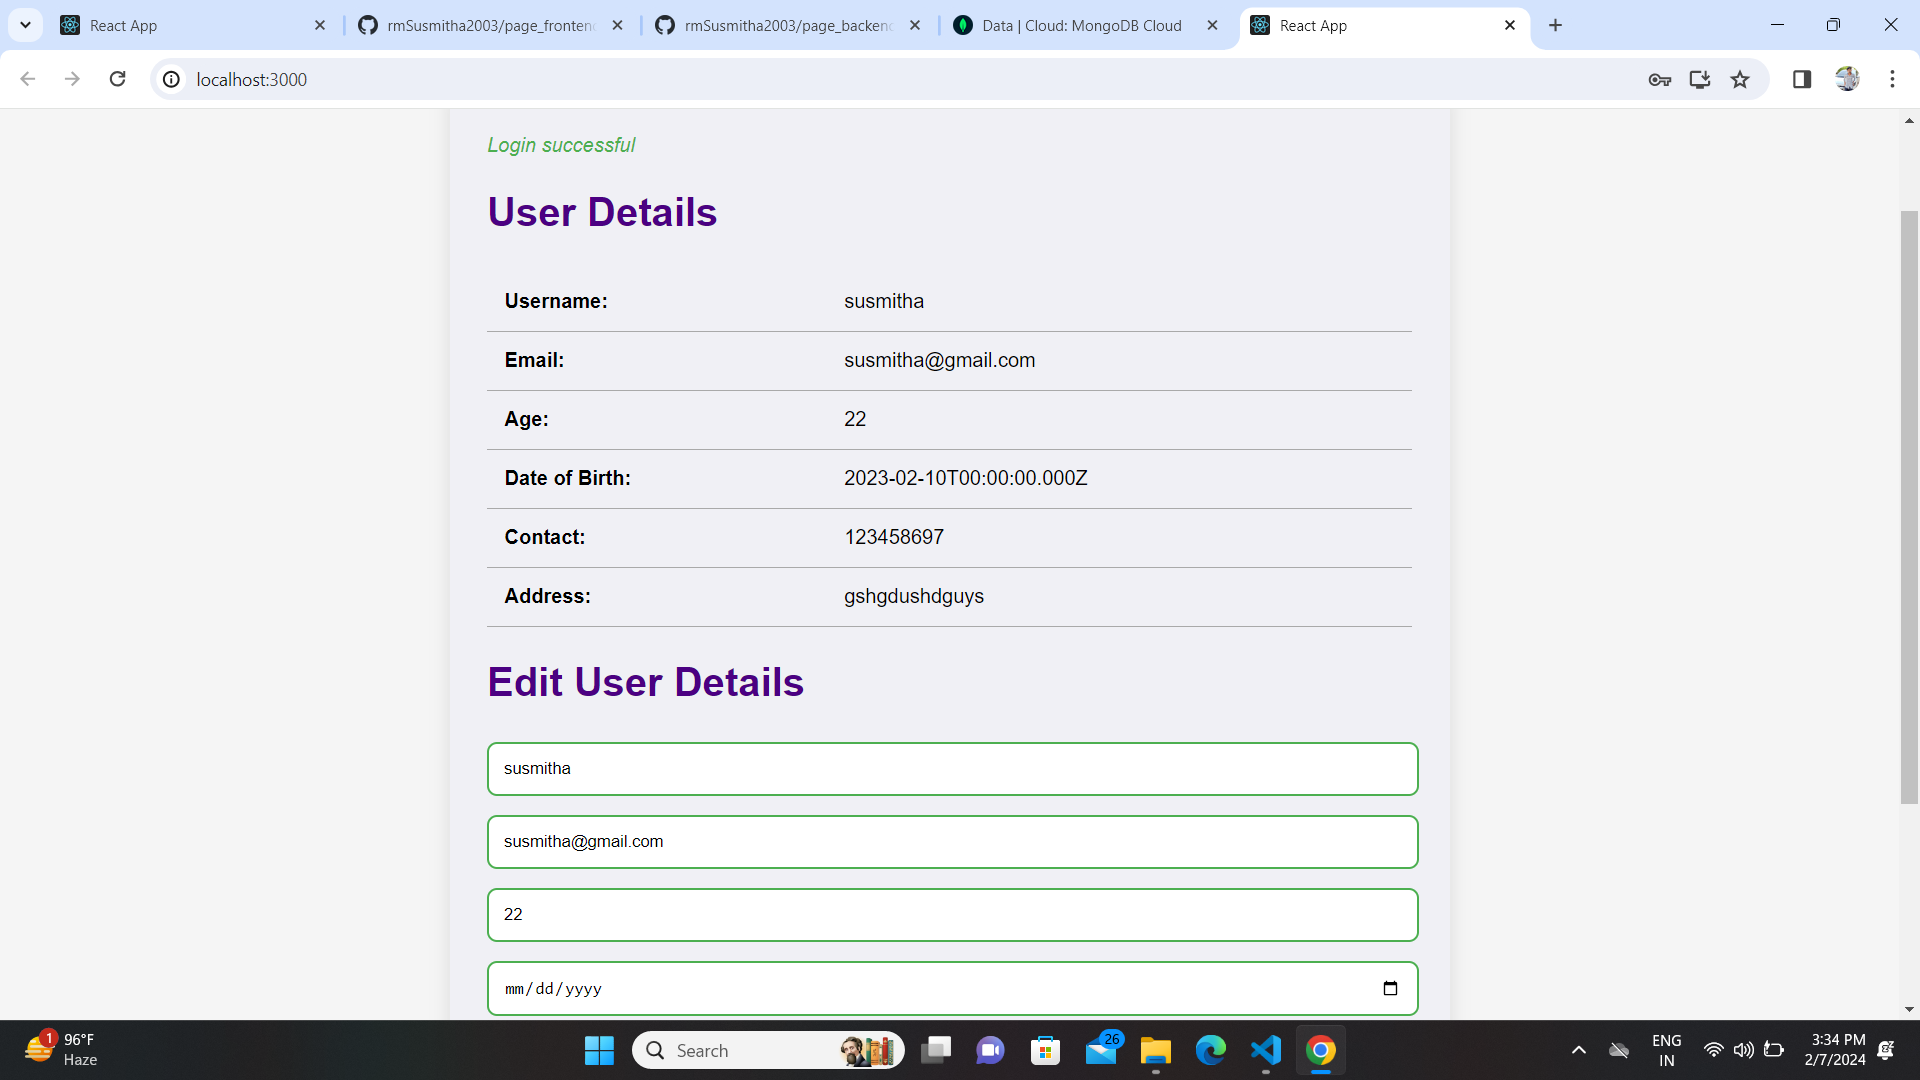 React App
rmSusmitha2003/page_fronten
rmSusmitha2003/page_backend
Data | Cloud: MongoDB Cloud
React App
localhost:3000
Login successful
User Details
Username: susmitha
Email: susmitha@gmail.com
Age: 22
Date of Birth: 2023-02-10T00:00:00.000Z
Contact: 123458697
Address: gshgdushdguys
Edit User Details
susmitha
susmitha@gmail.com
22
mm/dd/yyyy
1
96°F
Haze
Search
26
ENG
IN
3:34 PM
2/7/2024